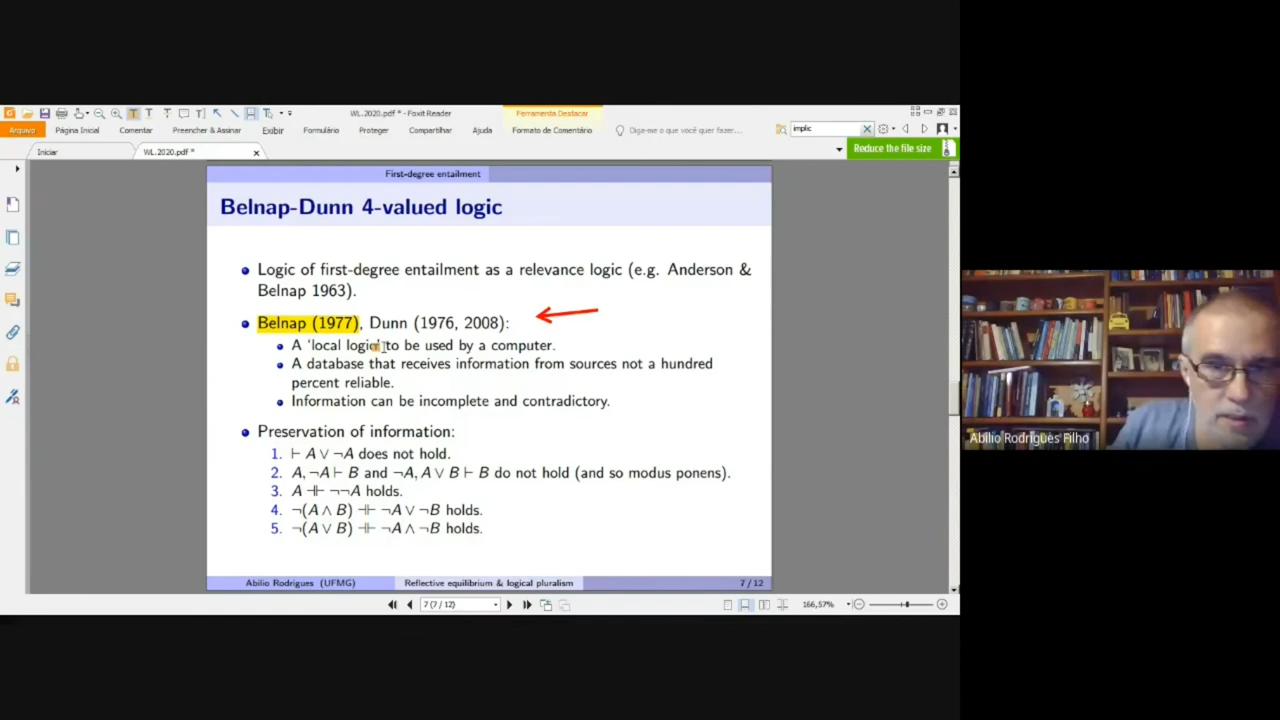 WL.2020.pdf * - Foxit Reader
Ferramenta Destacar
Arquivo Página Inicial Comentar Preencher & Assinar Exibir Formulário Proteger Compartilhar Ajuda Formato de Comentário Diga-me o que você quer fazer... implic
Iniciar WL.2020.pdf * Reduce the file size
First-degree entailment
Belnap-Dunn 4-valued logic
Logic of first-degree entailment as a relevance logic (e.g. Anderson &
Belnap 1963).
Belnap (1977), Dunn (1976, 2008):
A 'local logic' to be used by a computer.
A database that receives information from sources not a hundred
percent reliable.
Information can be incomplete and contradictory.
Preservation of information:
1. ⊢ A ∨ ¬A does not hold.
2. A, ¬A ⊢ B and ¬A, A ∨ B ⊢ B do not hold (and so modus ponens).
3. A ⊣⊢ ¬¬A holds.
4. ¬(A ∧ B) ⊣⊢ ¬A ∨ ¬B holds.
5. ¬(A ∨ B) ⊣⊢ ¬A ∧ ¬B holds.
Abilio Rodrigues (UFMG) Reflective equilibrium & logical pluralism 7 / 12
7 (7 / 12) 166,57%
Abilio Rodrigues Filho